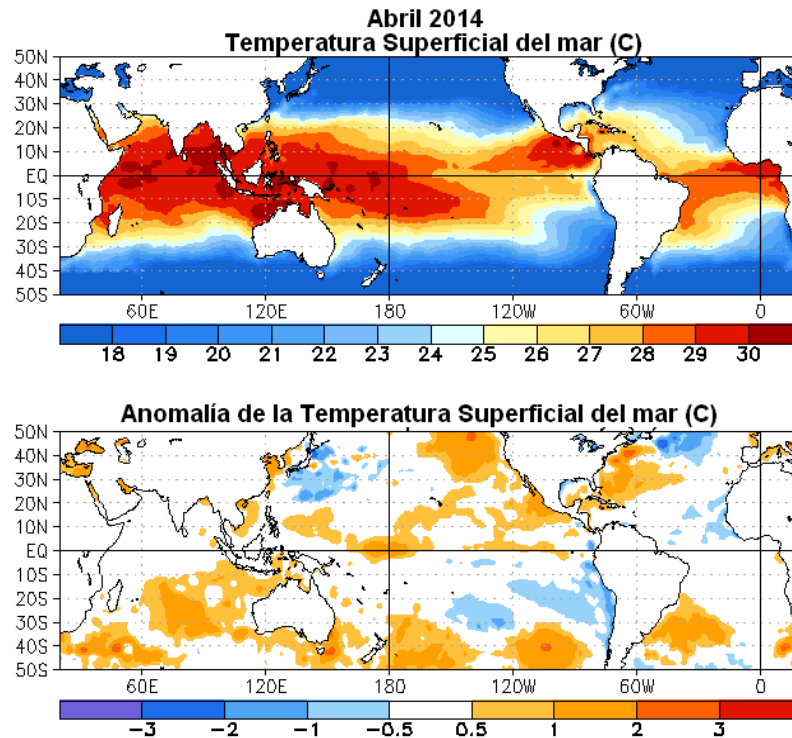 Abril 2014
Temperatura Superficial del mar (C)
50N
40N
30N
20N
10N
EQ
10S
20S
30S
40S
50S
60E 120E 180 120W 60W 0
18 19 20 21 22 23 24 25 26 27 28 29 30
Anomalía de la Temperatura Superficial del mar (C)
50N
40N
30N
20N
10N
EQ
10S
20S
30S
40S
50S
60E 120E 180 120W 60W 0
-3 -2 -1 -0.5 0.5 1 2 3